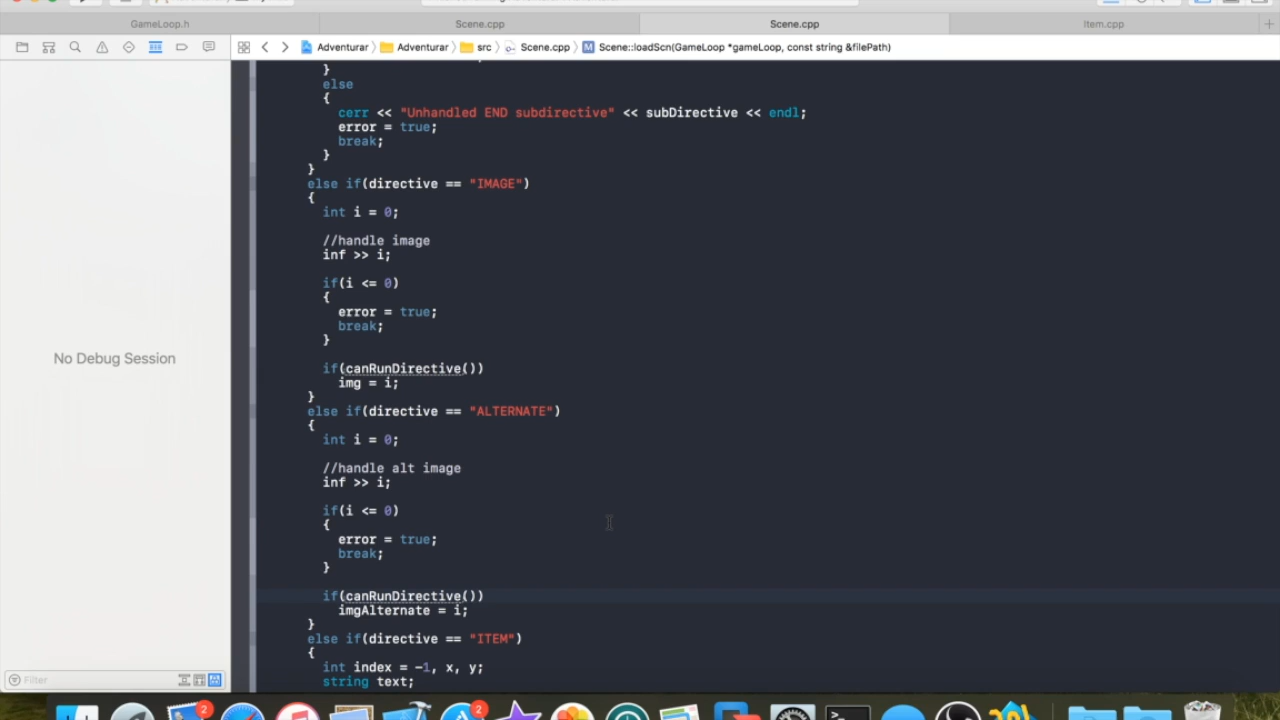 GameLoop.h
Scene.cpp
Scene.cpp
Item.cpp
Adventurar
Adventurar
src
Scene.cpp
M Scene::loadScn(GameLoop *gameLoop, const string &filePath)
}
else
{
cerr << "Unhandled END subdirective" << subDirective << endl;
error = true;
break;
}
}
else if(directive == "IMAGE")
{
int i = 0;
//handle image
inf >> i;
if(i <= 0)
{
error = true;
break;
}
if(canRunDirective())
img = i;
}
else if(directive == "ALTERNATE")
{
int i = 0;
//handle alt image
inf >> i;
if(i <= 0)
{
error = true;
break;
}
if(canRunDirective())
imgAlternate = i;
}
else if(directive == "ITEM")
{
int index = -1, x, y;
string text;
No Debug Session
Filter
2
2